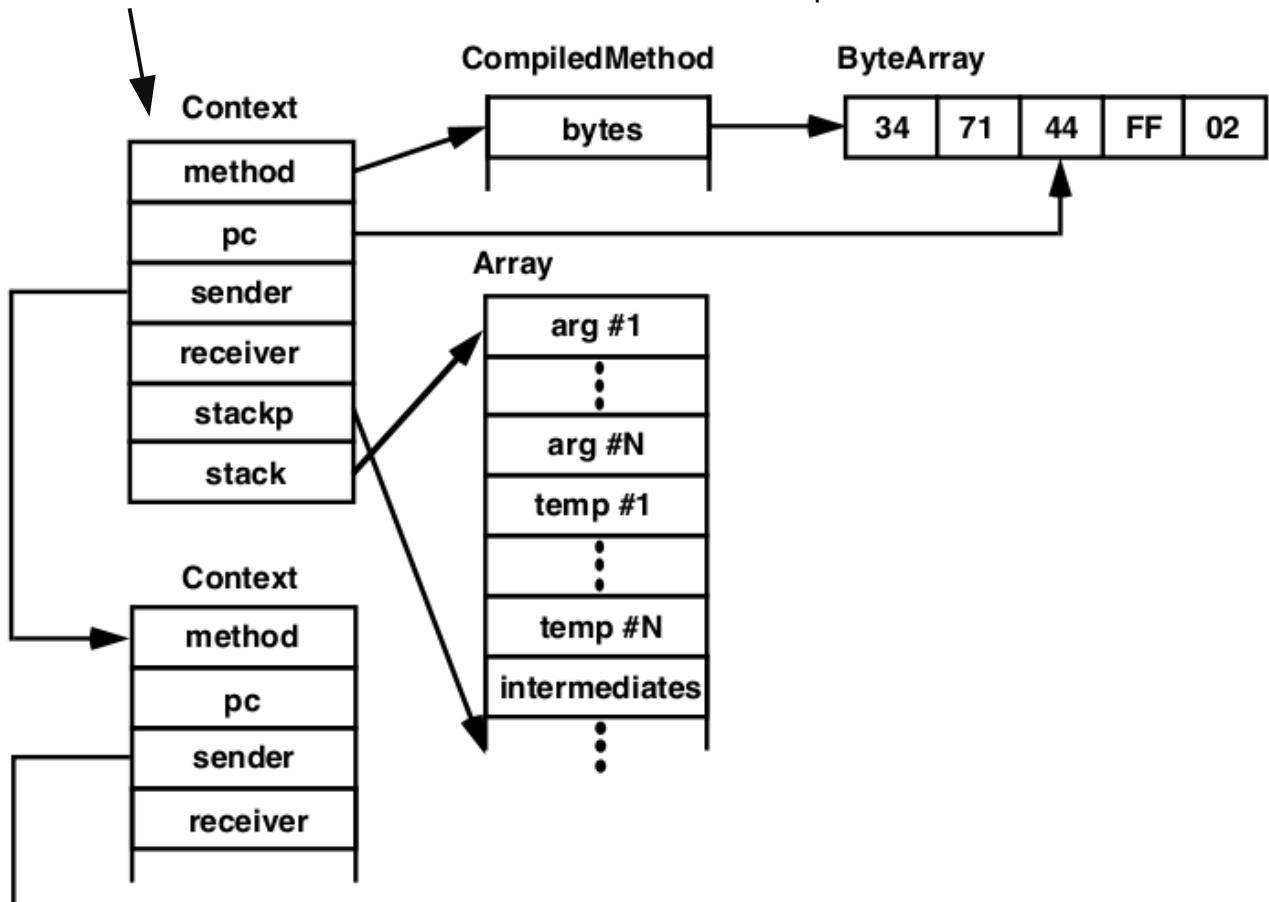 CompiledMethod
ByteArray
Context
bytes
34 71 44 FF 02
method
pc
sender
receiver
stackp
stack
Array
arg #1
arg #N
temp #1
temp #N
intermediates
Context
method
pc
sender
receiver